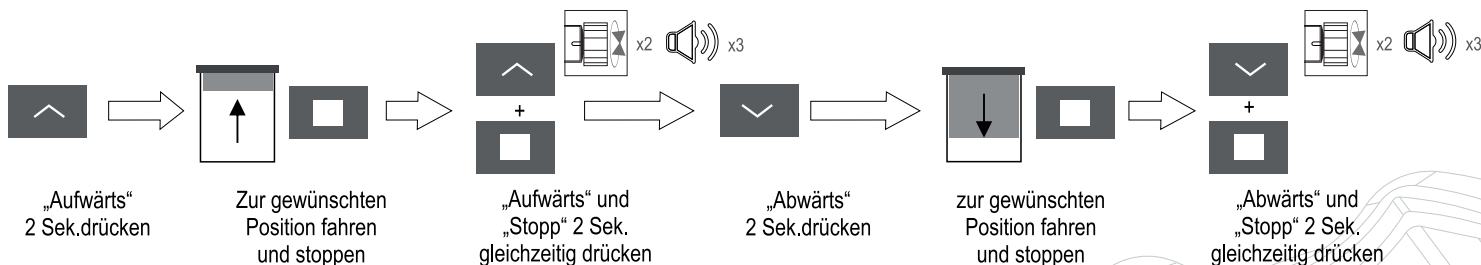 x2 x3
+
„Aufwärts“
2 Sek.drücken
Zur gewünschten
Position fahren
und stoppen
„Aufwärts“ und
„Stopp“ 2 Sek.
gleichzeitig drücken
„Abwärts“
2 Sek.drücken
zur gewünschten
Position fahren
und stoppen
x2 x3
+
„Abwärts“ und
„Stopp“ 2 Sek.
gleichzeitig drücken